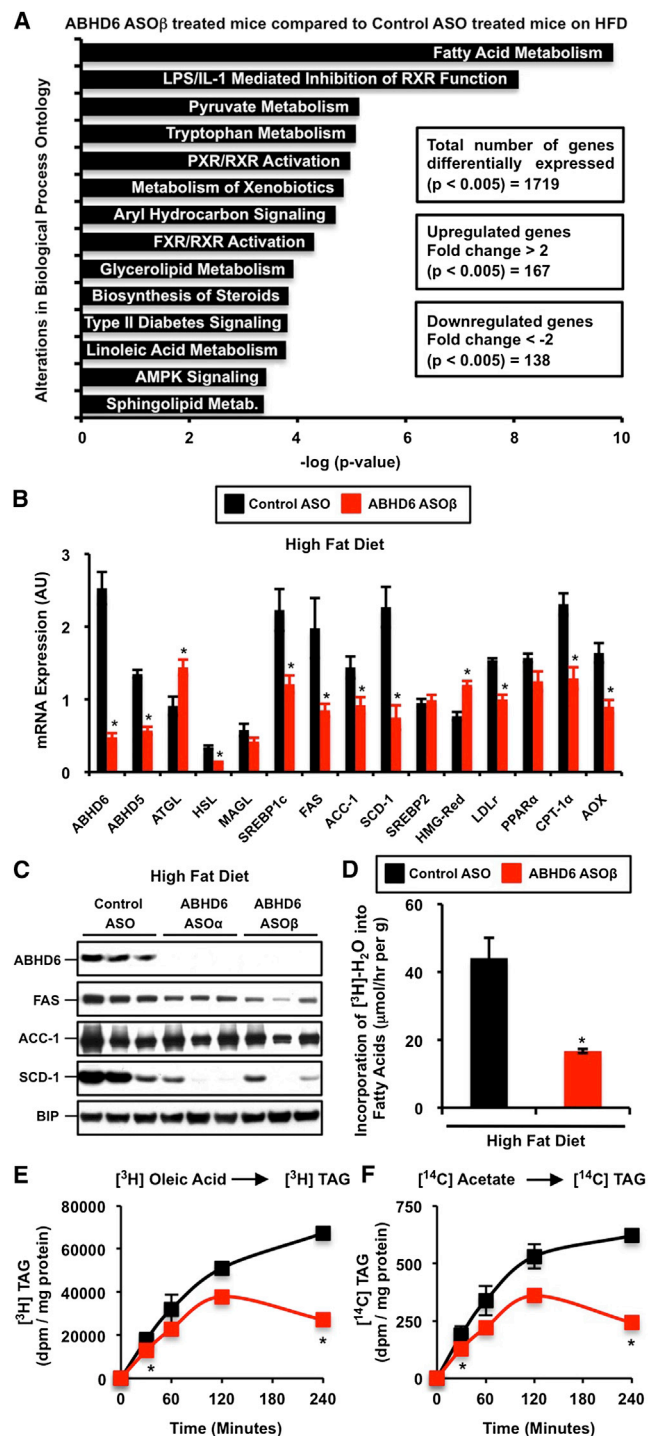 A
ABHD6 ASOβ treated mice compared to Control ASO treated mice on HFD
Alterations in Biological Process Ontology
Fatty Acid Metabolism
LPS/IL-1 Mediated Inhibition of RXR Function
Pyruvate Metabolism
Tryptophan Metabolism
PXR/RXR Activation
Metabolism of Xenobiotics
Aryl Hydrocarbon Signaling
FXR/RXR Activation
Glycerolipid Metabolism
Biosynthesis of Steroids
Type II Diabetes Signaling
Linoleic Acid Metabolism
AMPK Signaling
Sphingolipid Metab.
Total number of genes
differentially expressed
(p < 0.005) = 1719
Upregulated genes
Fold change > 2
(p < 0.005) = 167
Downregulated genes
Fold change < -2
(p < 0.005) = 138
0 2 4 6 8 10
-log (p-value)
B
Control ASO ABHD6 ASOβ
High Fat Diet
mRNA Expression (AU)
3
2
1
0
* * * * * * * * * * * *
ABHD6 ABHD5 ATGL HSL MAGL SREBP1c FAS ACC-1 SCD-1 SREBP2 HMG-Red LDLr PPARα CPT-1α AOX
C
High Fat Diet
Control ABHD6 ABHD6
ASO ASOα ASOβ
ABHD6
FAS
ACC-1
SCD-1
BIP
D
Control ASO ABHD6 ASOβ
Incorporation of [³H]-H₂O into
Fatty Acids (µmol/hr per g)
60
40
20
0
*
High Fat Diet
E
[³H] Oleic Acid → [³H] TAG
[³H] TAG
(dpm / mg protein)
80000
60000
40000
20000
0
* *
0 60 120 180 240
Time (Minutes)
F
[¹⁴C] Acetate → [¹⁴C] TAG
[¹⁴C] TAG
(dpm / mg protein)
750
500
250
0
* *
0 60 120 180 240
Time (Minutes)